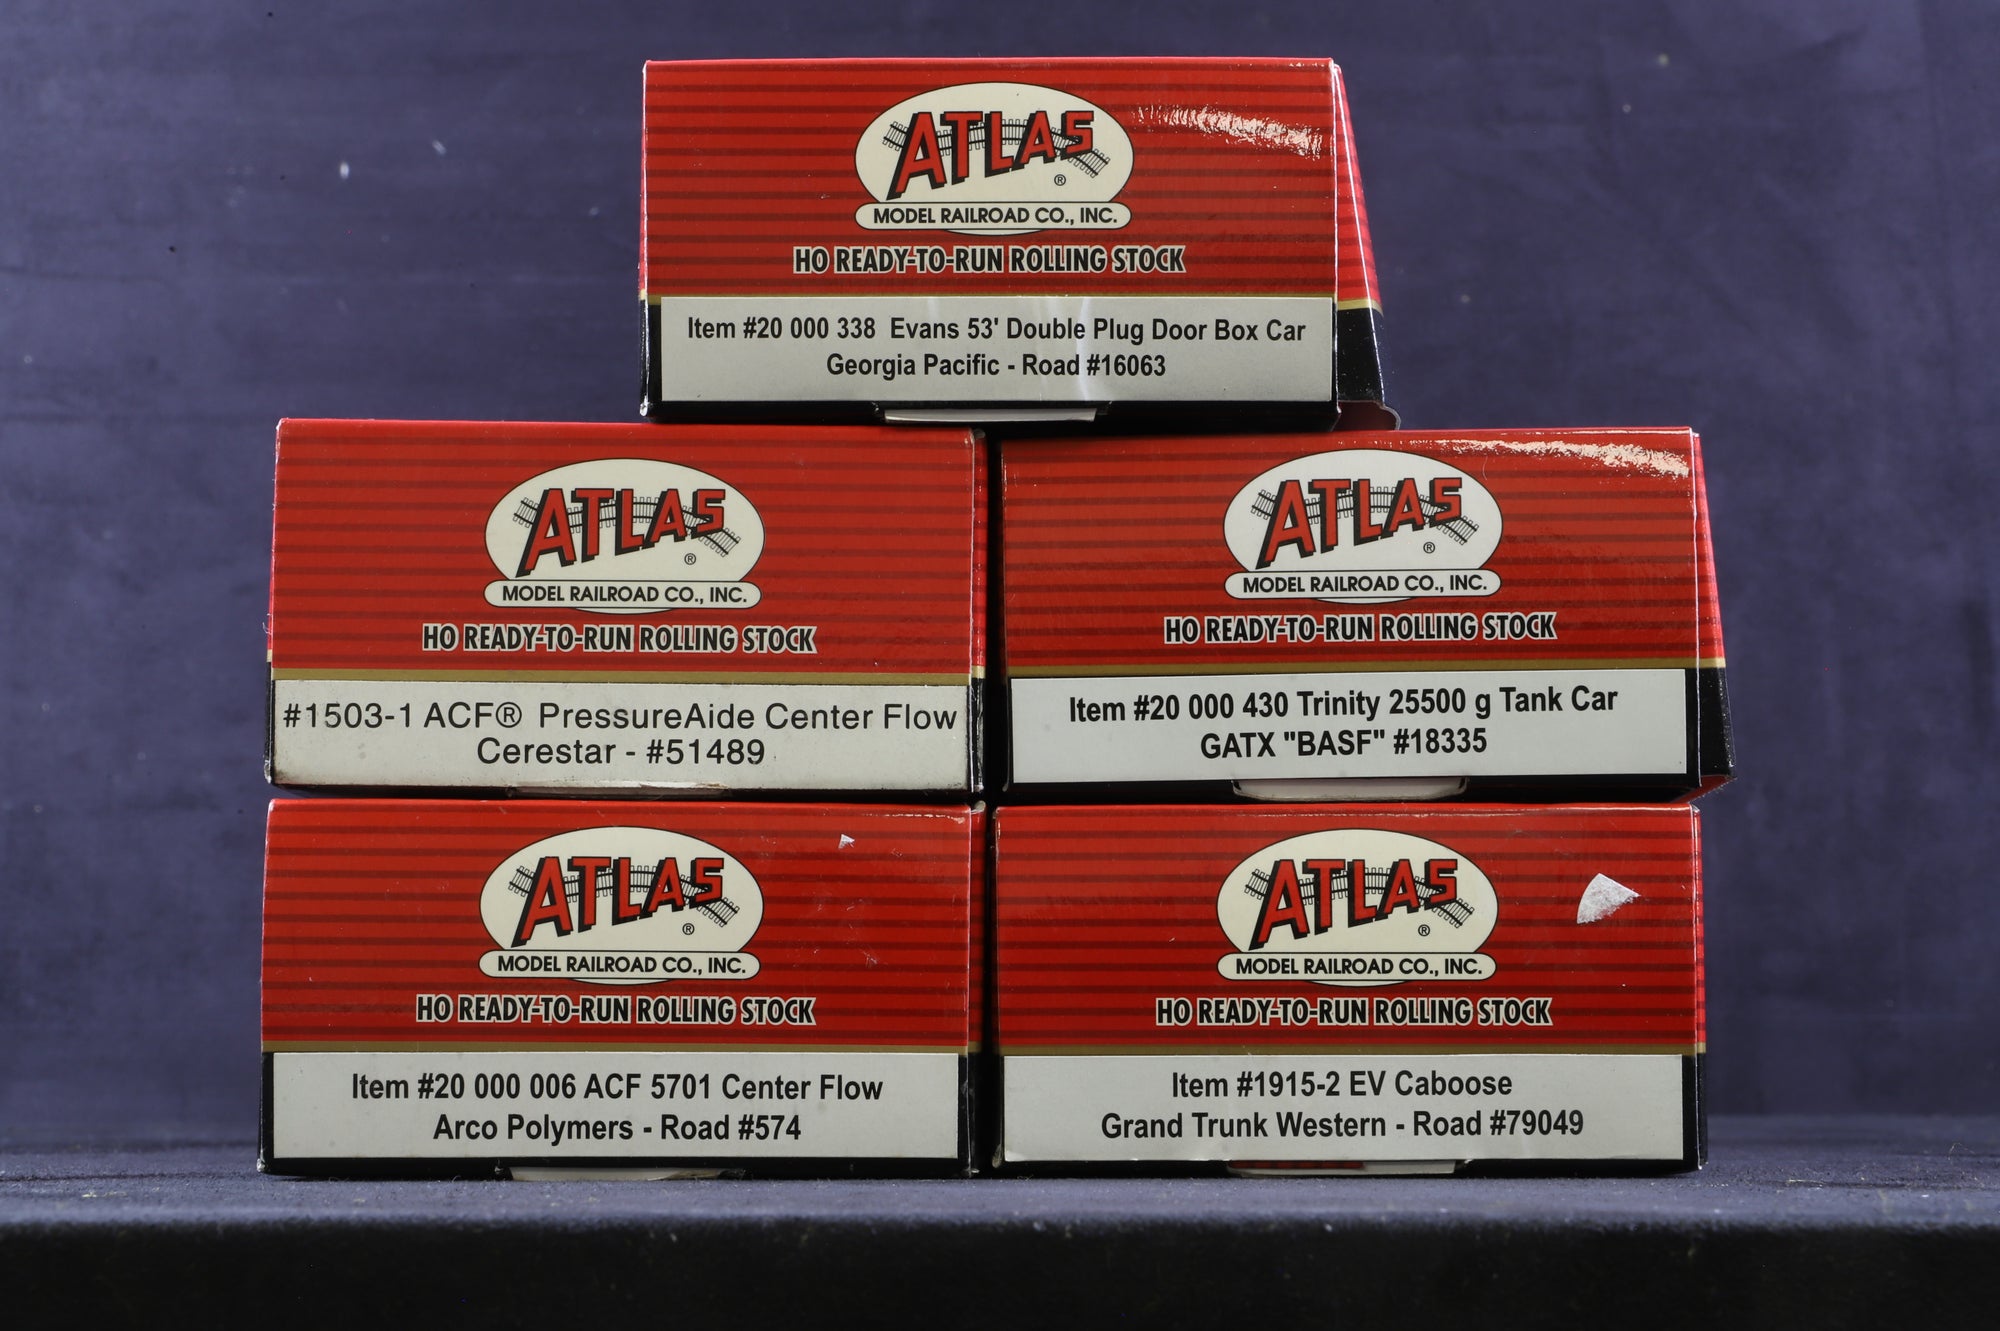 ATLAS
®
MODEL RAILROAD CO., INC.
HO READY-TO-RUN ROLLING STOCK
Item #20 000 338 Evans 53' Double Plug Door Box Car
Georgia Pacific - Road #16063
ATLAS
®
MODEL RAILROAD CO., INC.
HO READY-TO-RUN ROLLING STOCK
#1503-1 ACF® PressureAide Center Flow
Cerestar - #51489
ATLAS
®
MODEL RAILROAD CO., INC.
HO READY-TO-RUN ROLLING STOCK
Item #20 000 430 Trinity 25500 g Tank Car
GATX "BASF" #18335
ATLAS
®
MODEL RAILROAD CO., INC.
HO READY-TO-RUN ROLLING STOCK
Item #20 000 006 ACF 5701 Center Flow
Arco Polymers - Road #574
ATLAS
®
MODEL RAILROAD CO., INC.
HO READY-TO-RUN ROLLING STOCK
Item #1915-2 EV Caboose
Grand Trunk Western - Road #79049